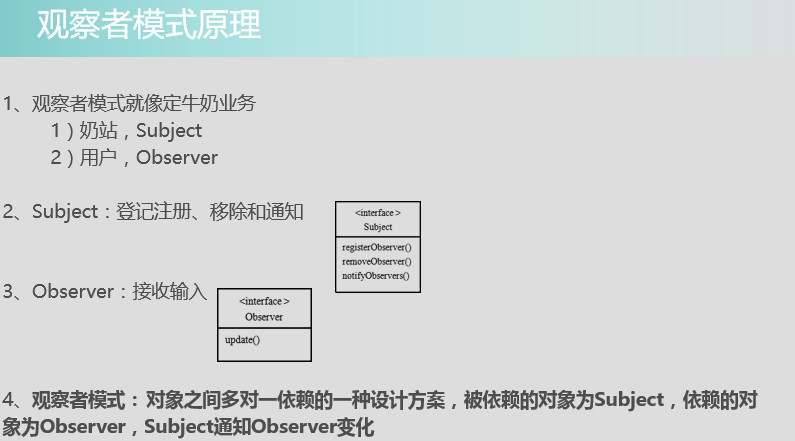 观察者模式原理
1、观察者模式就像定牛奶业务
1）奶站，Subject
2）用户，Observer
2、Subject：登记注册、移除和通知
<interface >
Subject
registerObserver()
removeObserver()
notifyObservers()
3、Observer：接收输入
<interface >
Observer
update()
4、观察者模式：对象之间多对一依赖的一种设计方案，被依赖的对象为Subject，依赖的对
象为Observer，Subject通知Observer变化